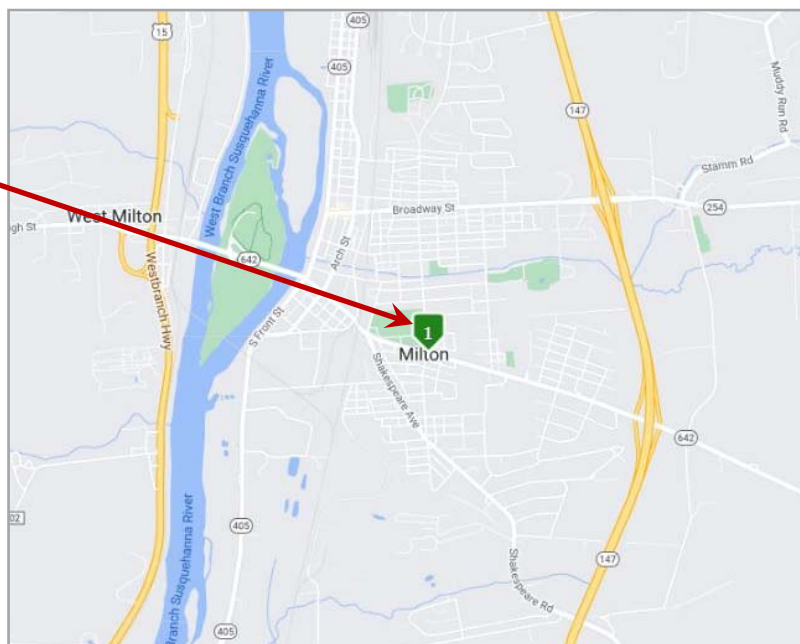 405
15
405
405
147
Muddy Run Rd
West Branch Susquehanna River
Stamm Rd
West Milton
Broadway St
254
gh St
Arch St
642
Westbranch Hwy
S Front St
1
Milton
Shakespeare Ave
642
02
405
147
Shakespeare Rd
Branch Susquehanna River
405